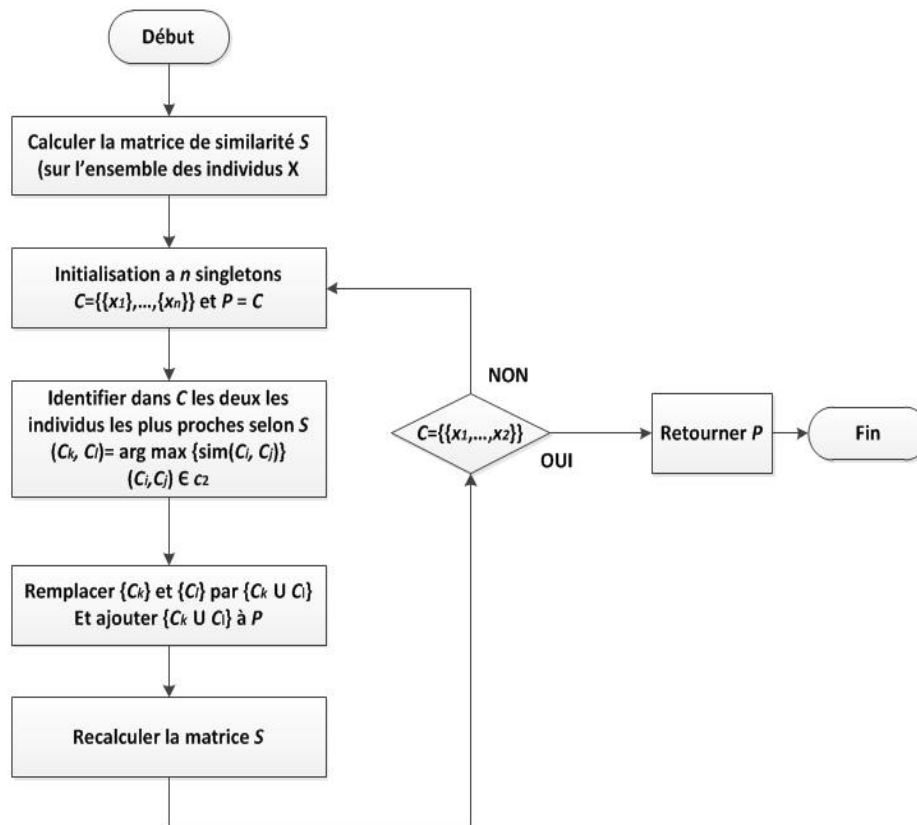 Début
Calculer la matrice de similarité S
(sur l'ensemble des individus X
Initialisation a n singletons
C={{x1},...,{xn}} et P = C
Identifier dans C les deux les
individus les plus proches selon S
(Ck, Cl)= arg max {sim(Ci, Cj)}
(Ci,Cj) Є c2
Remplacer {Ck} et {Cl} par {Ck U Cl}
Et ajouter {Ck U Cl} à P
Recalculer la matrice S
NON
C={{x1,...,x2}}
OUI
Retourner P
Fin